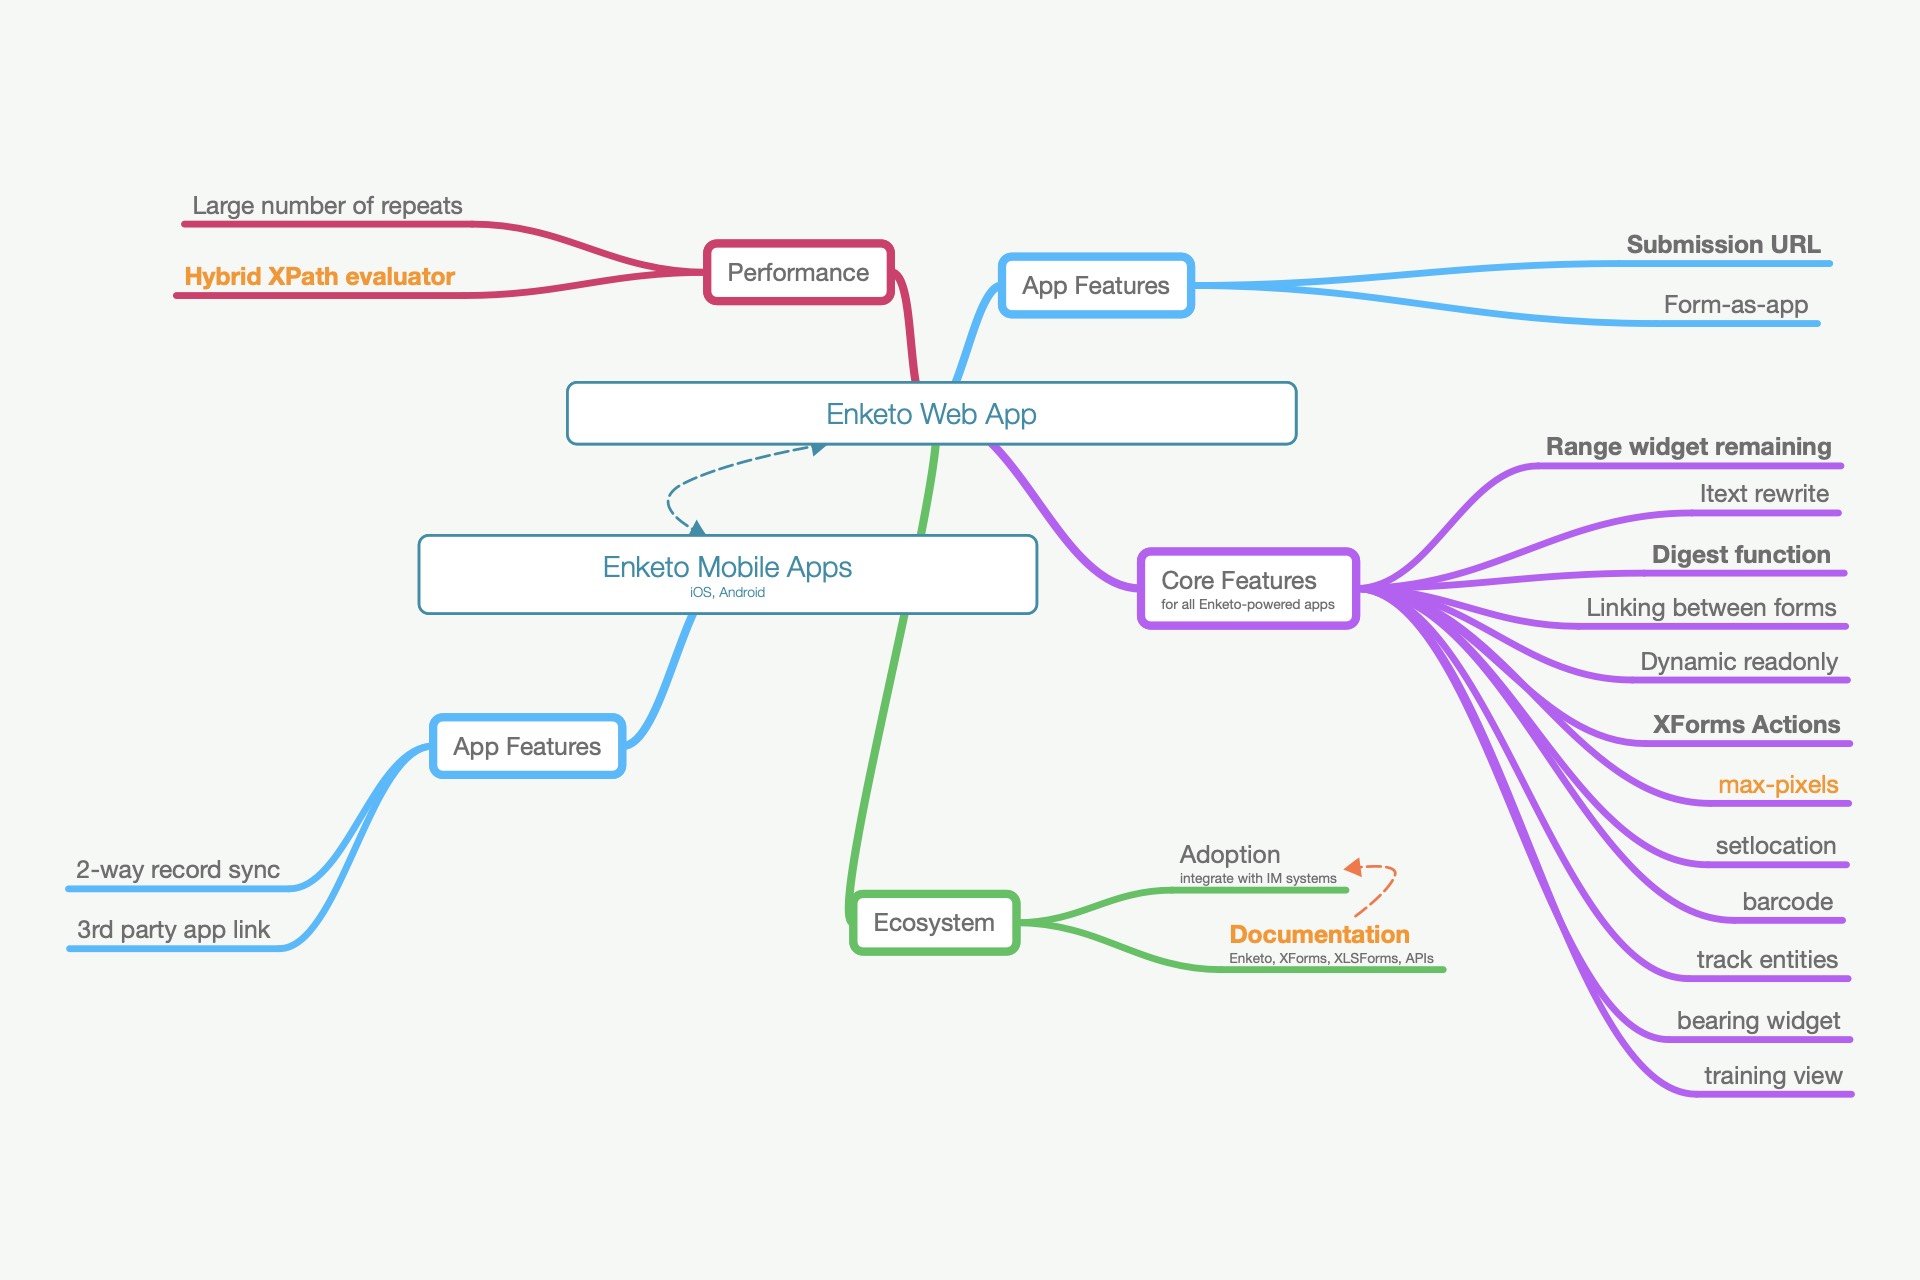 Large number of repeats
Hybrid XPath evaluator
Performance
App Features
Submission URL
Form-as-app
Enketo Web App
Enketo Mobile Apps
iOS, Android
Core Features
for all Enketo-powered apps
Range widget remaining
Itext rewrite
Digest function
Linking between forms
Dynamic readonly
XForms Actions
max-pixels
setlocation
barcode
track entities
bearing widget
training view
App Features
2-way record sync
3rd party app link
Ecosystem
Adoption
integrate with IM systems
Documentation
Enketo, XForms, XLSForms, APIs